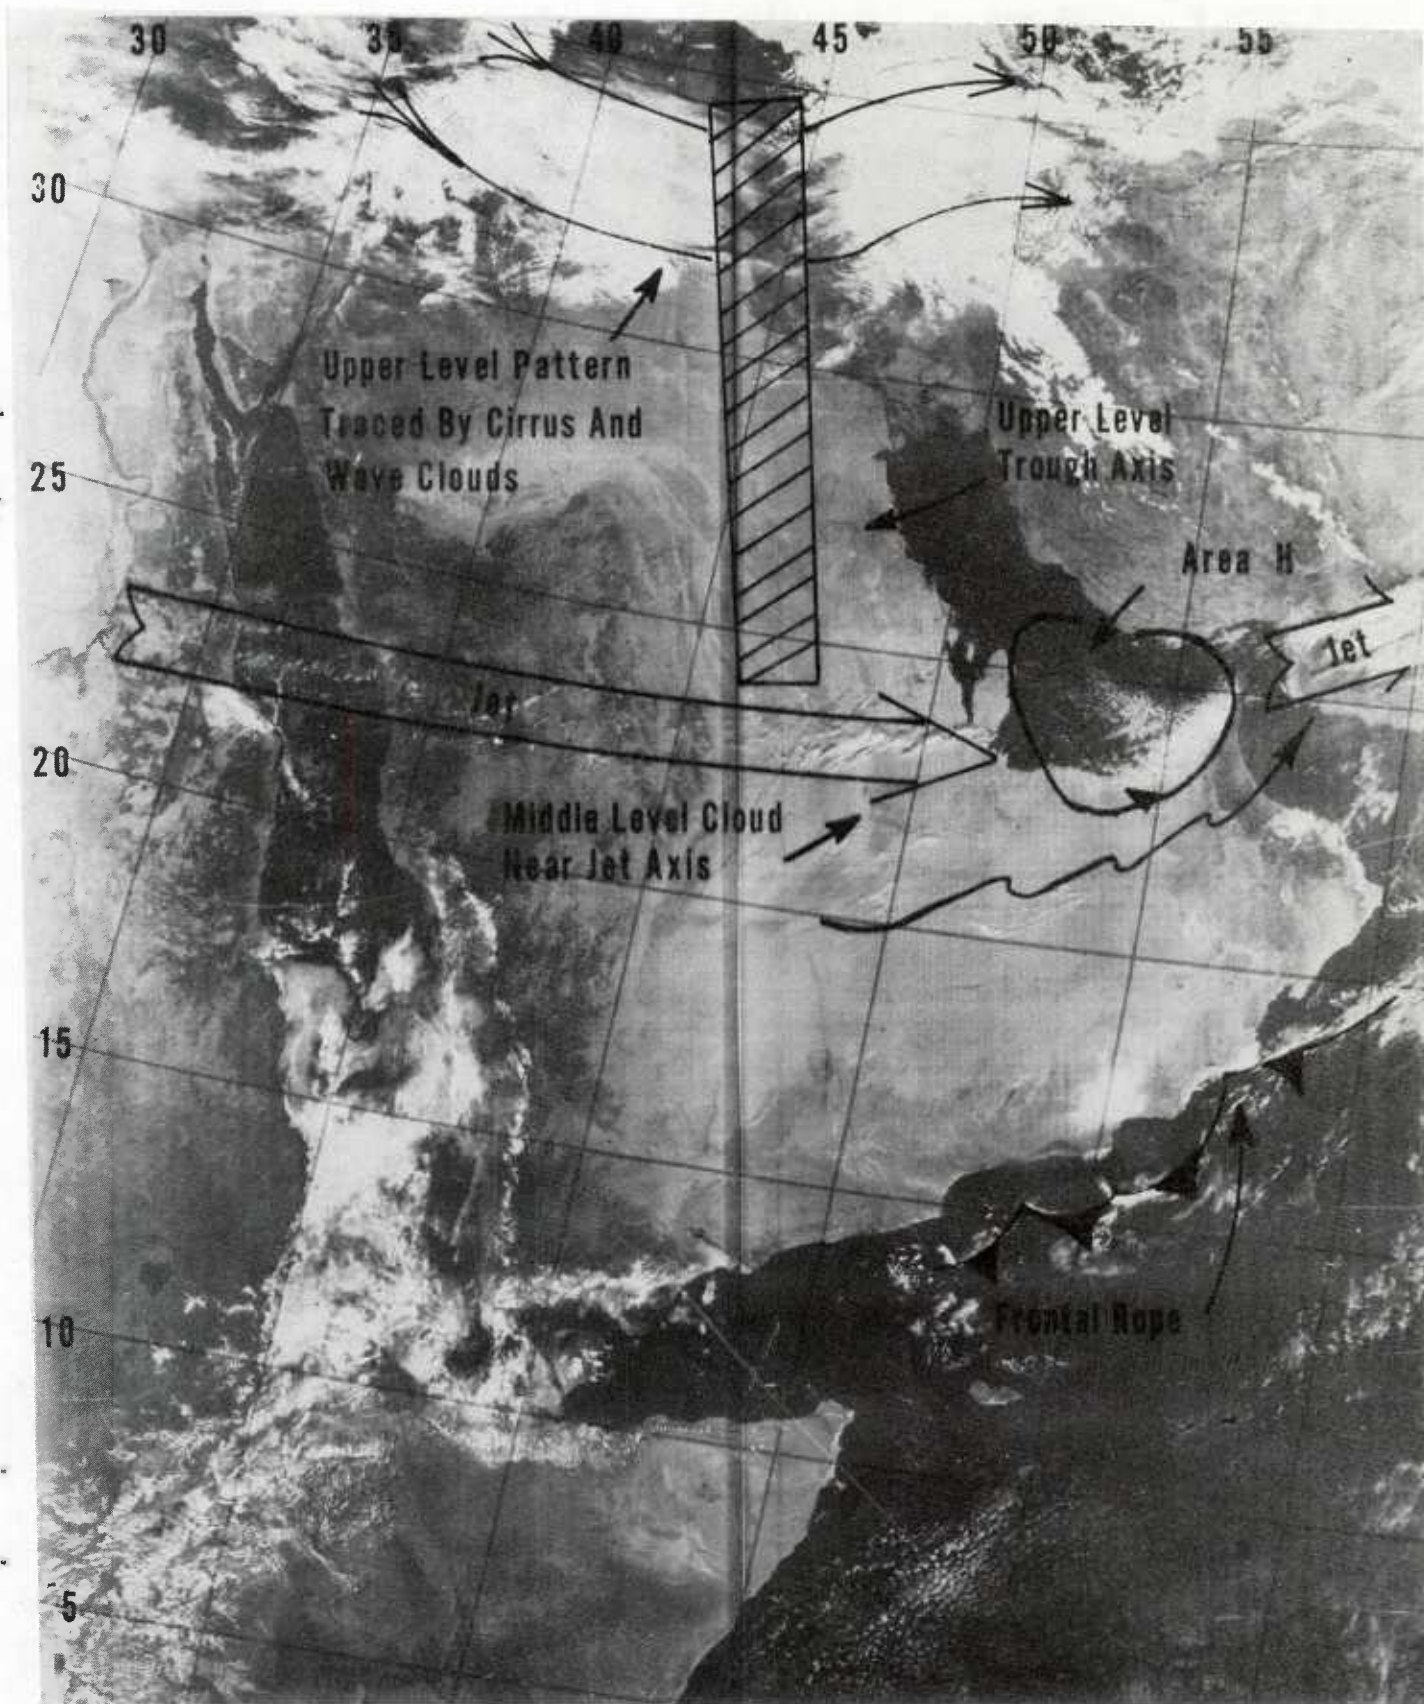 30 35 40 45 50 55
30
Upper Level Pattern
Traced By Cirrus And
Wave Clouds
Upper Level
Trough Axis
25
Area H
Jet
Jet
20
Middle Level Cloud
Near Jet Axis
15
Frontal Rope
10
5